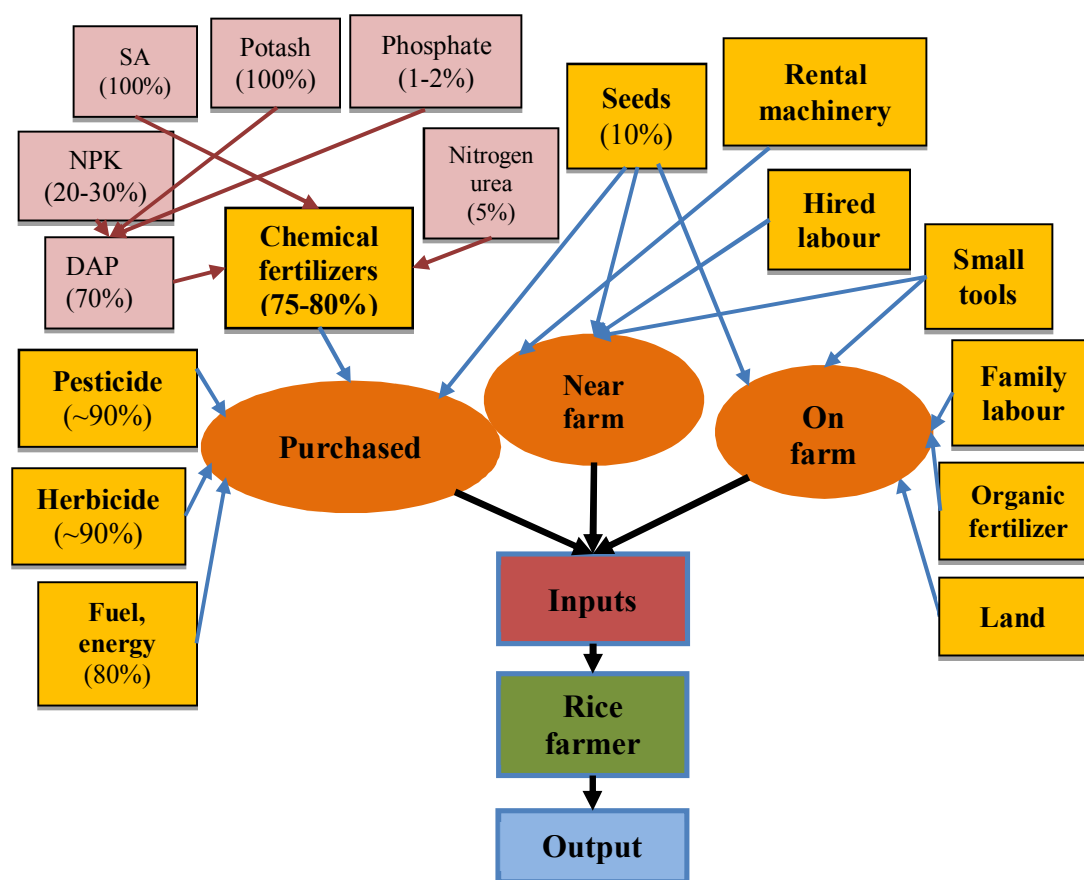 SA
(100%)
Potash
(100%)
Phosphate
(1-2%)
Seeds
(10%)
Rental
machinery
NPK
(20-30%)
Nitrogen
urea
(5%)
Hired
labour
DAP
(70%)
Chemical
fertilizers
(75-80%)
Small
tools
Pesticide
(~90%)
Purchased
Near
farm
On
farm
Family
labour
Herbicide
(~90%)
Organic
fertilizer
Fuel,
energy
(80%)
Inputs
Land
Rice
farmer
Output